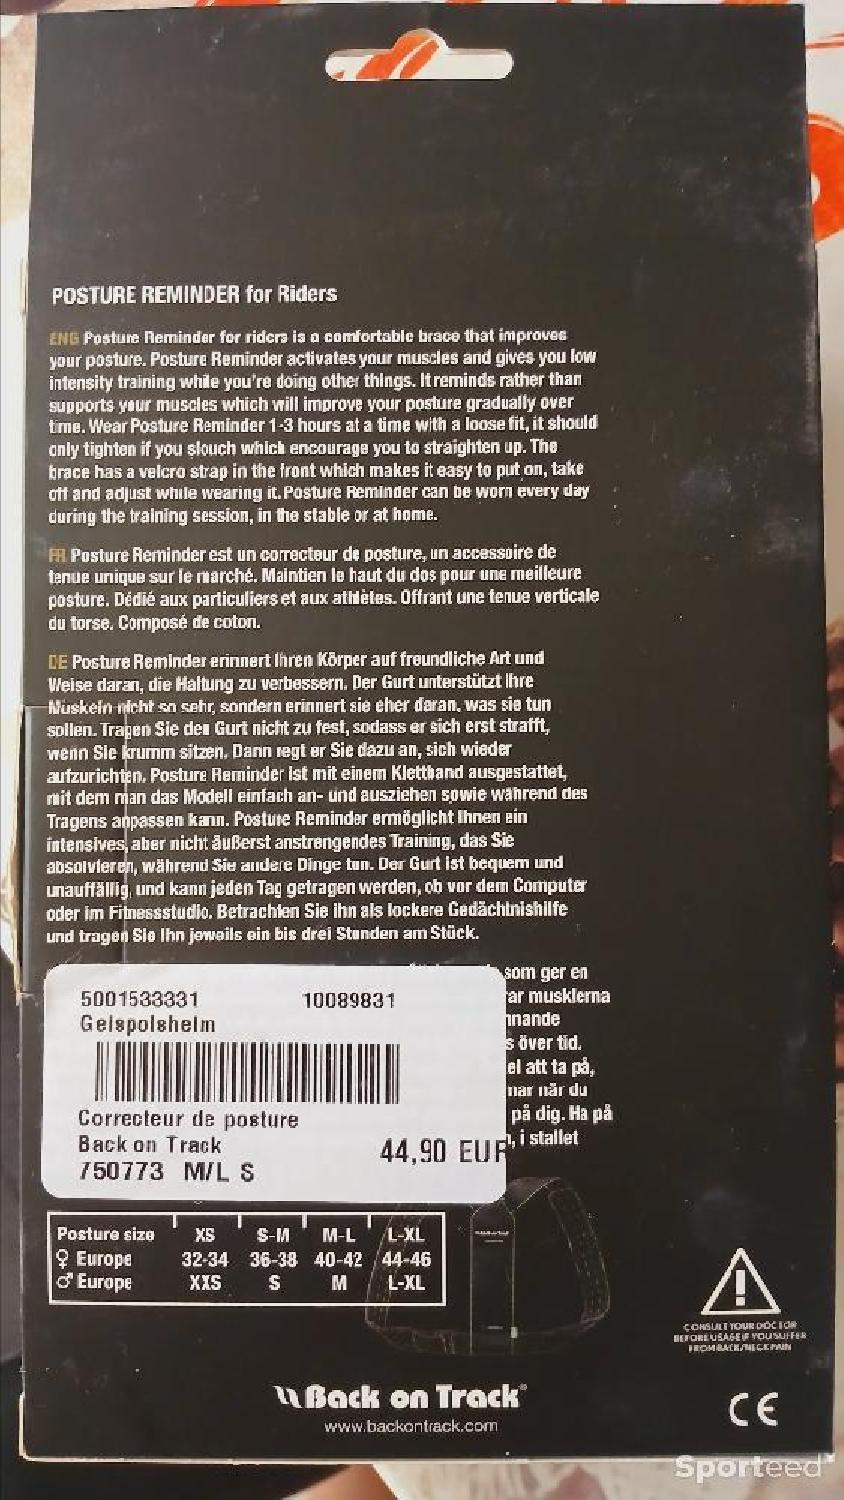 POSTURE REMINDER for Riders
ENG Posture Reminder for riders is a comfortable brace that improves
your posture. Posture Reminder activates your muscles and gives you low
intensity training while you're doing other things. It reminds rather than
supports your muscles which will improve your posture gradually over
time. Wear Posture Reminder 1-3 hours at a time with a loose fit, it should
only tighten if you slouch which encourage you to straighten up. The
brace has a velcro strap in the front which makes it easy to put on, take
off and adjust while wearing it. Posture Reminder can be worn every day
during the training session, in the stable or at home.
FR Posture Reminder est un correcteur de posture, un accessoire de
tenue unique sur le marché. Maintien le haut du dos pour une meilleure
posture. Dédié aux particuliers et aux athlètes. Offrant une tenue verticale
du torse. Composé de coton.
DE Posture Reminder erinnert Ihren Körper auf freundliche Art und
Weise daran, die Haltung zu verbessern. Der Gurt unterstützt Ihre
Muskeln nicht so sehr, sondern erinnert sie eher daran, was sie tun
sollen. Tragen Sie den Gurt nicht zu fest, sodass er sich erst strafft,
wenn Sie krumm sitzen. Dann regt er Sie dazu an, sich wieder
aufzurichten. Posture Reminder ist mit einem Klettband ausgestattet,
mit dem man das Modell einfach an- und ausziehen sowie während des
Tragens anpassen kann. Posture Reminder ermöglicht Ihnen ein
intensives, aber nicht äußerst anstrengendes Training, das Sie
absolvieren, während Sie andere Dinge tun. Der Gurt ist bequem und
unauffällig, und kann jeden Tag getragen werden, ob vor dem Computer
oder im Fitnessstudio. Betrachten Sie ihn als lockere Gedächtnishilfe
und tragen Sie Ihn jeweils ein bis drei Stunden am Stück.
som ger en
rar musklerna
nnande
s över tid.
el att ta på,
mar när du
på dig. Ha på
, i stallet
5001533331 10089831
Geispolsheim
Correcteur de posture
Back on Track
44,90 EUR
750773 M/L S
Posture size XS S-M M-L L-XL
♀ Europe 32-34 36-38 40-42 44-46
♂ Europe XXS S M L-XL
CONSULT YOUR DOCTOR
BEFORE USAGE IF YOU SUFFER
FROM BACK/NECK PAIN
Back on Track®
www.backontrack.com
CE
Sporteed